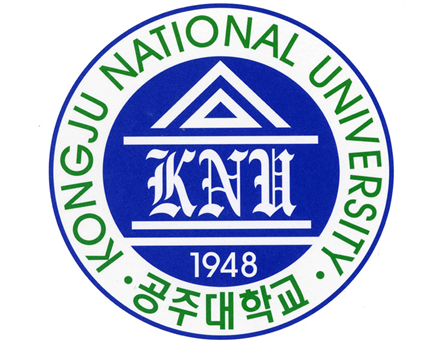 KONGJU NATIONAL UNIVERSITY
KNU
1948
공주대학교